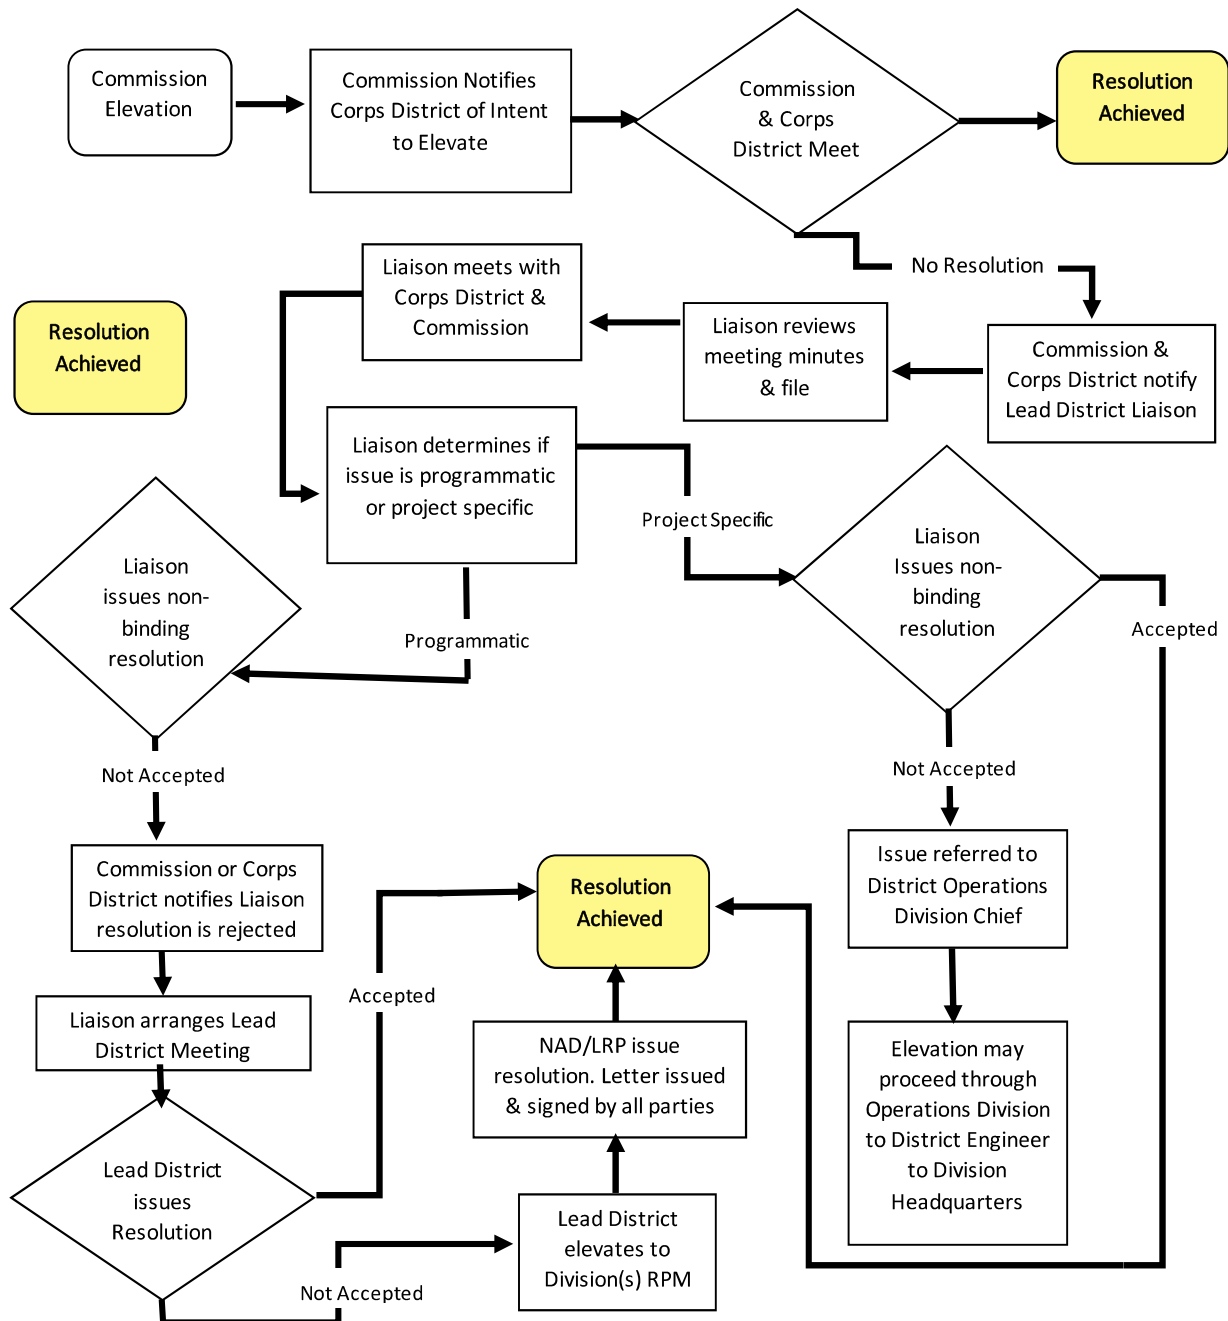 Commission
Elevation
Commission Notifies
Corps District of Intent
to Elevate
Commission
& Corps
District Meet
Resolution
Achieved
No Resolution
Commission &
Corps District notify
Lead District Liaison
Liaison reviews
meeting minutes
& file
Liaison meets with
Corps District &
Commission
Resolution
Achieved
Liaison determines if
issue is programmatic
or project specific
Project Specific
Programmatic
Liaison
issues non-
binding
resolution
Liaison
Issues non-
binding
resolution
Accepted
Not Accepted
Not Accepted
Commission or Corps
District notifies Liaison
resolution is rejected
Resolution
Achieved
Issue referred to
District Operations
Division Chief
Accepted
Liaison arranges Lead
District Meeting
NAD/LRP issue
resolution. Letter issued
& signed by all parties
Elevation may
proceed through
Operations Division
to District Engineer
to Division
Headquarters
Lead District
issues
Resolution
Lead District
elevates to
Division(s) RPM
Not Accepted